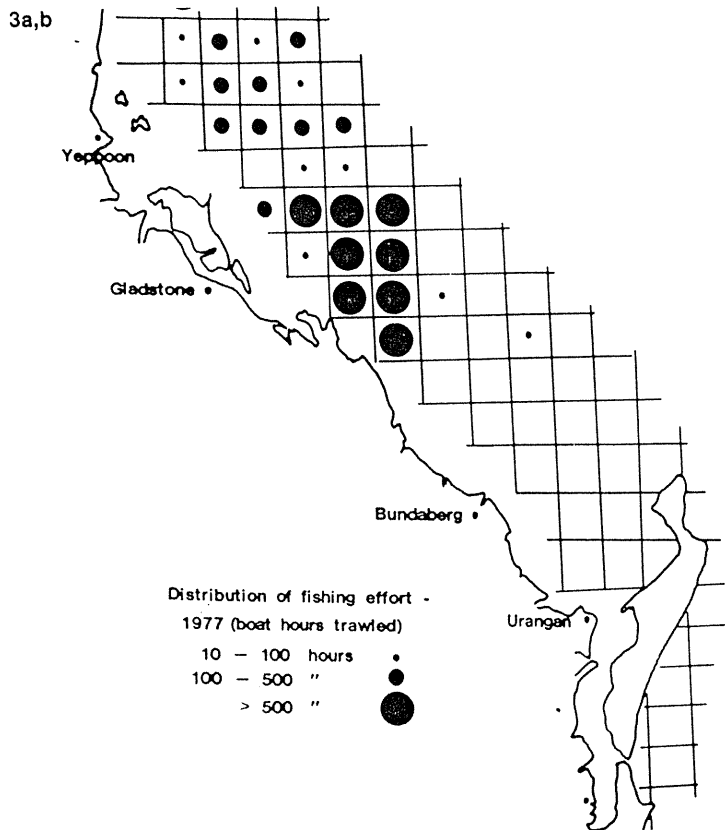 3a,b
Yeppoon
Gladstone
Bundaberg
Urangan
Distribution of fishing effort -
1977 (boat hours trawled)
10 – 100 hours
100 – 500 "
> 500 "